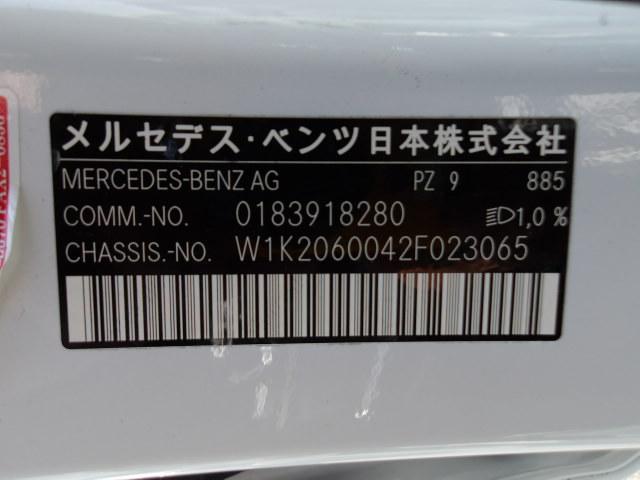 メルセデス・ベンツ日本株式会社
MERCEDES-BENZ AG PZ 9 885
COMM.-NO. 0183918280 1,0 %
CHASSIS.-NO. W1K2060042F023065